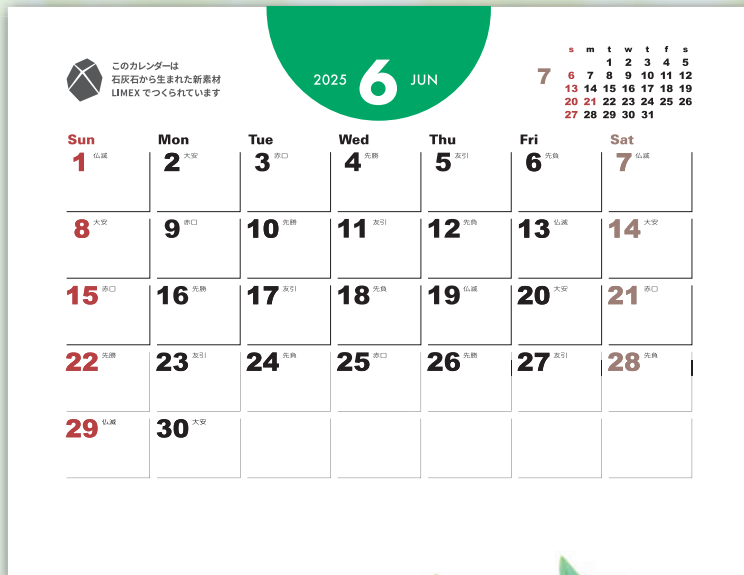 このカレンダーは
石灰石から生まれた新素材
LIMEX でつくられています
2025 6 JUN
7
s m t w t f s
1 2 3 4 5
6 7 8 9 10 11 12
13 14 15 16 17 18 19
20 21 22 23 24 25 26
27 28 29 30 31
Sun Mon Tue Wed Thu Fri Sat
1 仏滅 2 大安 3 赤口 4 先勝 5 友引 6 先負 7 仏滅
8 大安 9 赤口 10 先勝 11 友引 12 先負 13 仏滅 14 大安
15 赤口 16 先勝 17 友引 18 先負 19 仏滅 20 大安 21 赤口
22 先勝 23 友引 24 先負 25 赤口 26 先勝 27 友引 28 先負
29 仏滅 30 大安